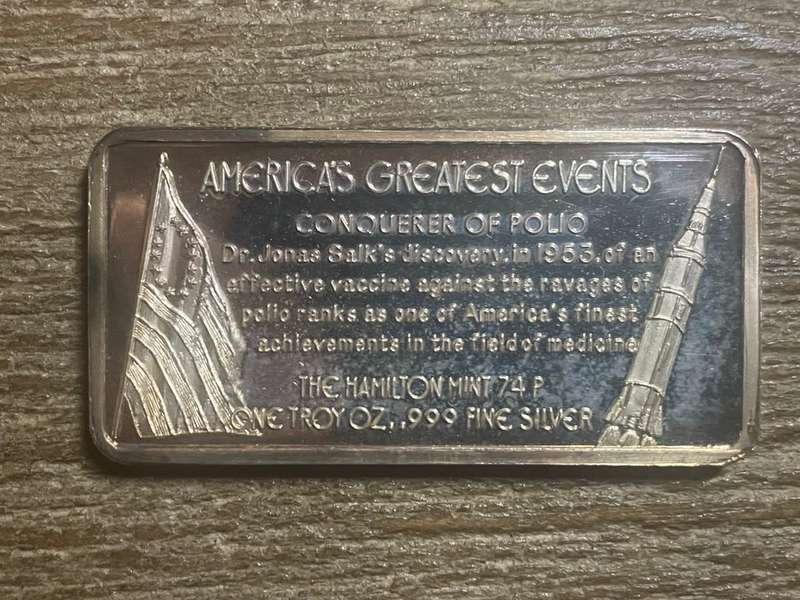 AMERICA'S GREATEST EVENTS
CONQUERER OF POLIO
Dr. Jonas Salk's discovery, in 1953, of an
effective vaccine against the ravages of
polio ranks as one of America's finest
achievements in the field of medicine
THE HAMILTON MINT 74 P
ONE TROY OZ., .999 FINE SILVER